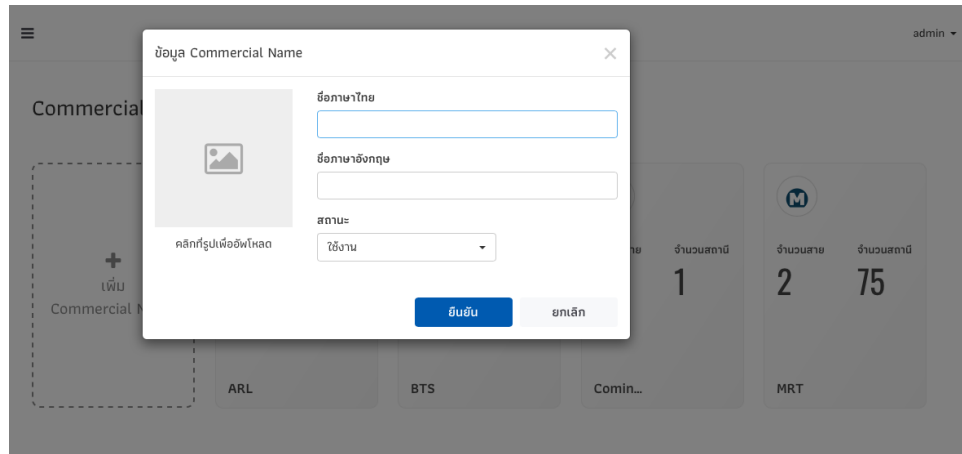 admin
ข้อมูล Commercial Name
Commercial
ชื่อภาษาไทย
ชื่อภาษาอังกฤษ
สถานะ
คลิกที่รูปเพื่ออัพโหลด
ใช้งาน
ยืนยัน
ยกเลิก
เพิ่ม
Commercial N
ARL
BTS
จำนวนสถานี
1
Comin...
M
จำนวนสาย
จำนวนสถานี
2
75
MRT